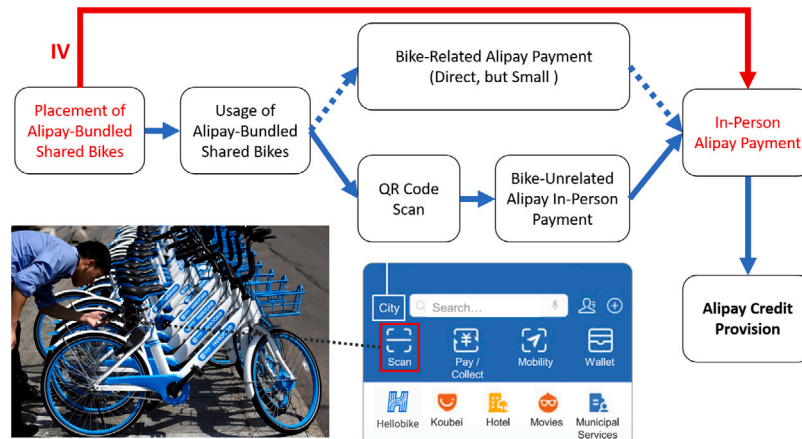 IV
Bike-Related Alipay Payment
(Direct, but Small )
Placement of
Alipay-Bundled
Shared Bikes
Usage of
Alipay-Bundled
Shared Bikes
In-Person
Alipay Payment
QR Code
Scan
Bike-Unrelated
Alipay In-Person
Payment
Alipay Credit
Provision
City
Search...
Scan
Pay /
Collect
Mobility
Wallet
Hellobike
Koubei
Hotel
Movies
Municipal
Services